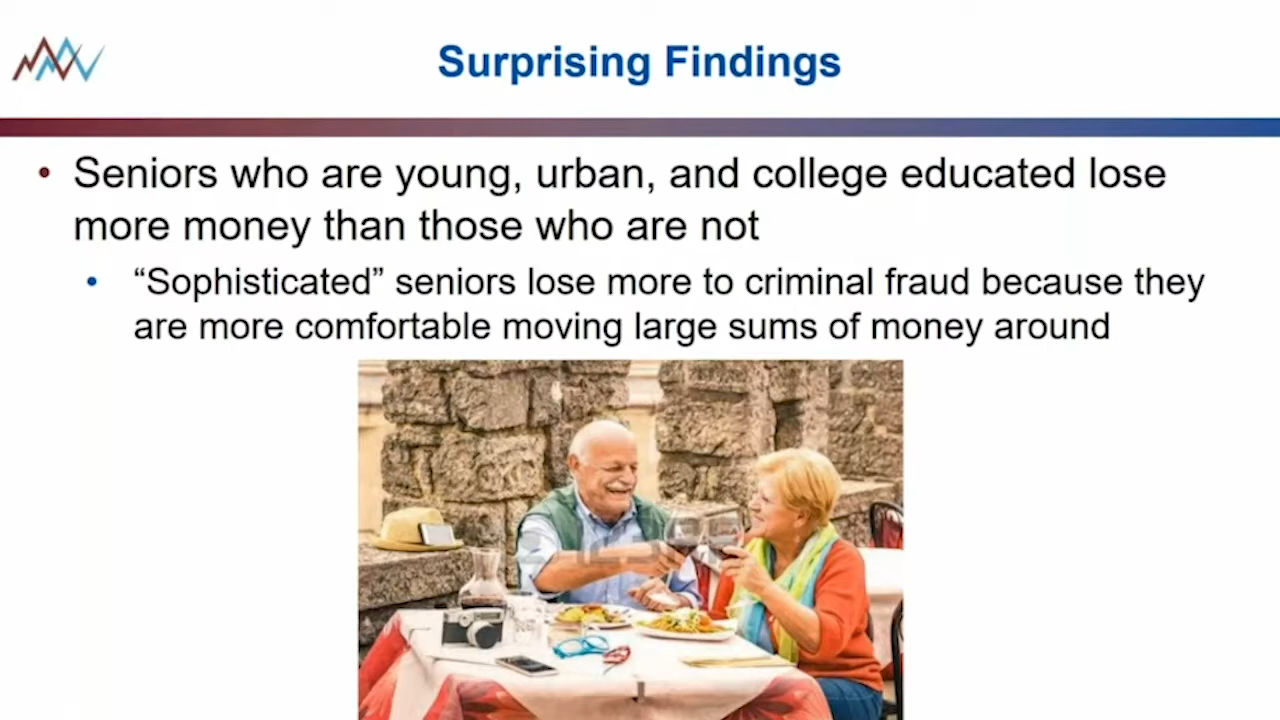 Surprising Findings
• Seniors who are young, urban, and college educated lose
more money than those who are not
• “Sophisticated” seniors lose more to criminal fraud because they
are more comfortable moving large sums of money around